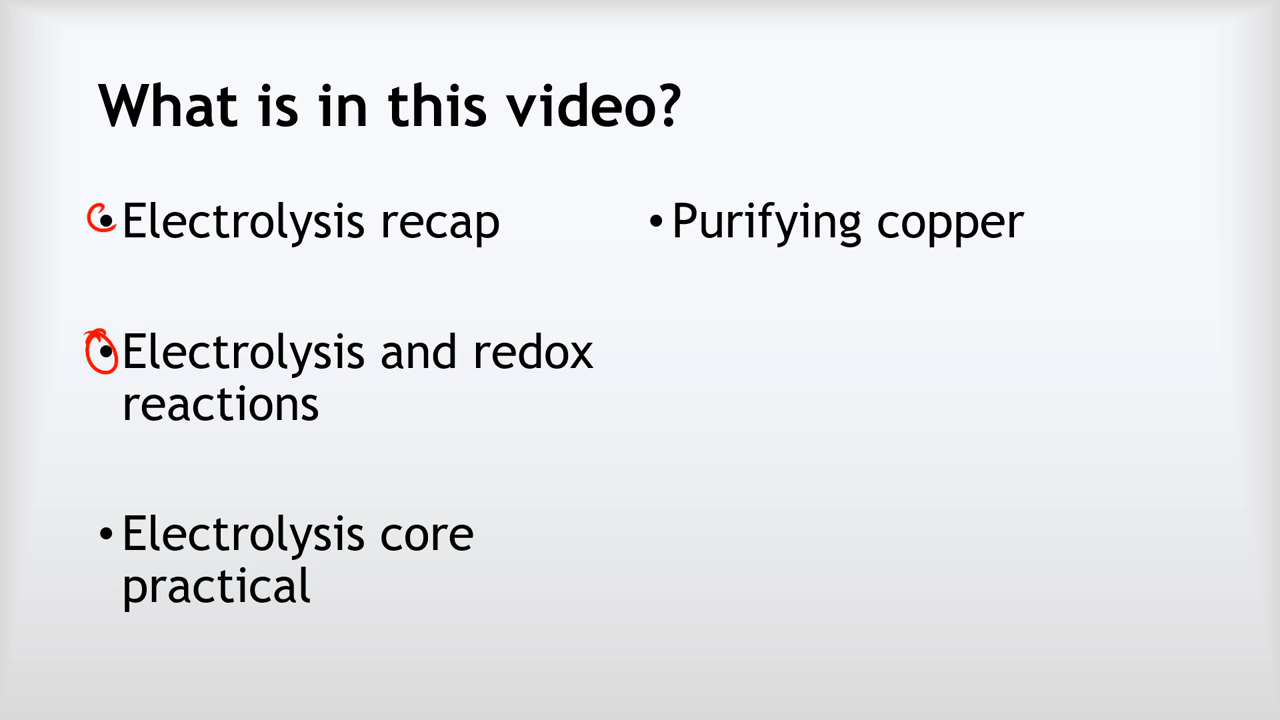 What is in this video?
• Electrolysis recap
• Electrolysis and redox
reactions
• Electrolysis core
practical
• Purifying copper